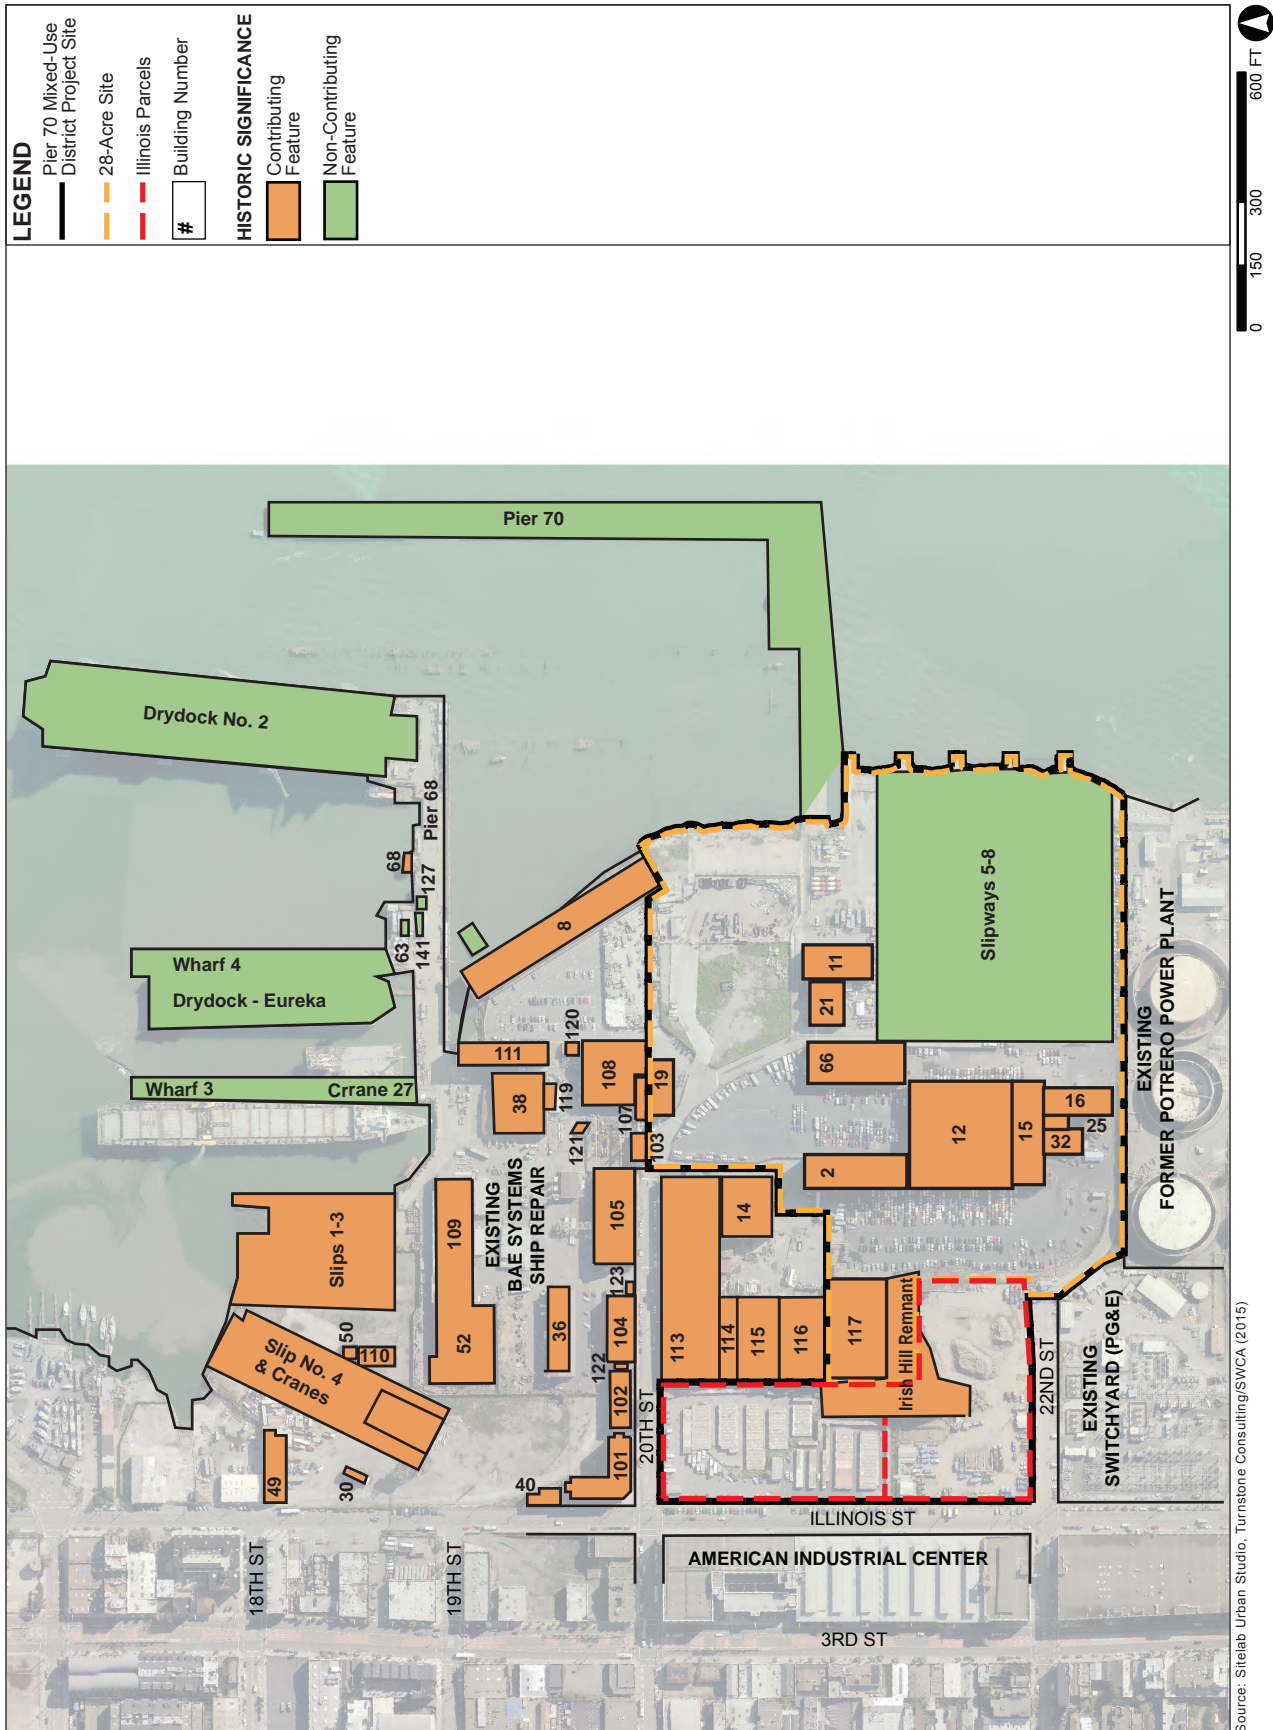 LEGEND
Pier 70 Mixed-Use
District Project Site
28-Acre Site
Illinois Parcels
#
Building Number
HISTORIC SIGNIFICANCE
Contributing
Feature
Non-Contributing
Feature
0
150
300
600 FT
Pier 70
Drydock No. 2
Pier 68
68
127
141
63
Wharf 4
Drydock - Eureka
Wharf 3
Crrane 27
8
111
120
108
38
119
121
107
19
103
Slips 1-3
109
52
EXISTING
BAE SYSTEMS
SHIP REPAIR
105
123
104
36
122
102
101
40
50
110
Slip No. 4
& Cranes
49
30
18TH ST
19TH ST
20TH ST
22ND ST
ILLINOIS ST
3RD ST
AMERICAN INDUSTRIAL CENTER
113
114
115
116
14
117
Irish Hill Remnant
2
12
15
16
25
32
66
21
11
Slipways 5-8
EXISTING
FORMER POTRERO POWER PLANT
EXISTING
SWITCHYARD (PG&E)
Source: Sitelab Urban Studio, Turnstone Consulting/SWCA (2015)